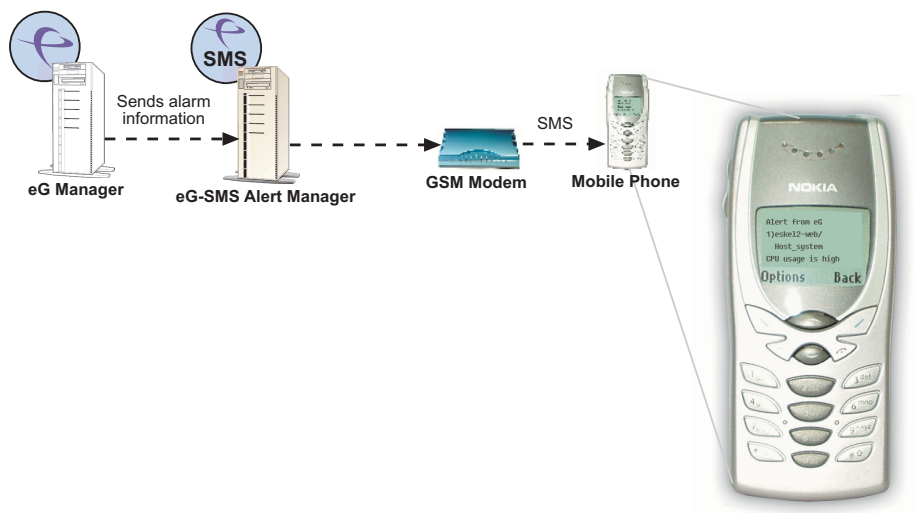 SMS
Sends alarm
information
SMS
eG Manager
eG-SMS Alert Manager
GSM Modem
Mobile Phone
NOKIA
Alert from eG
1)eskel2-web/
Host_system
CPU usage is high
Options Back